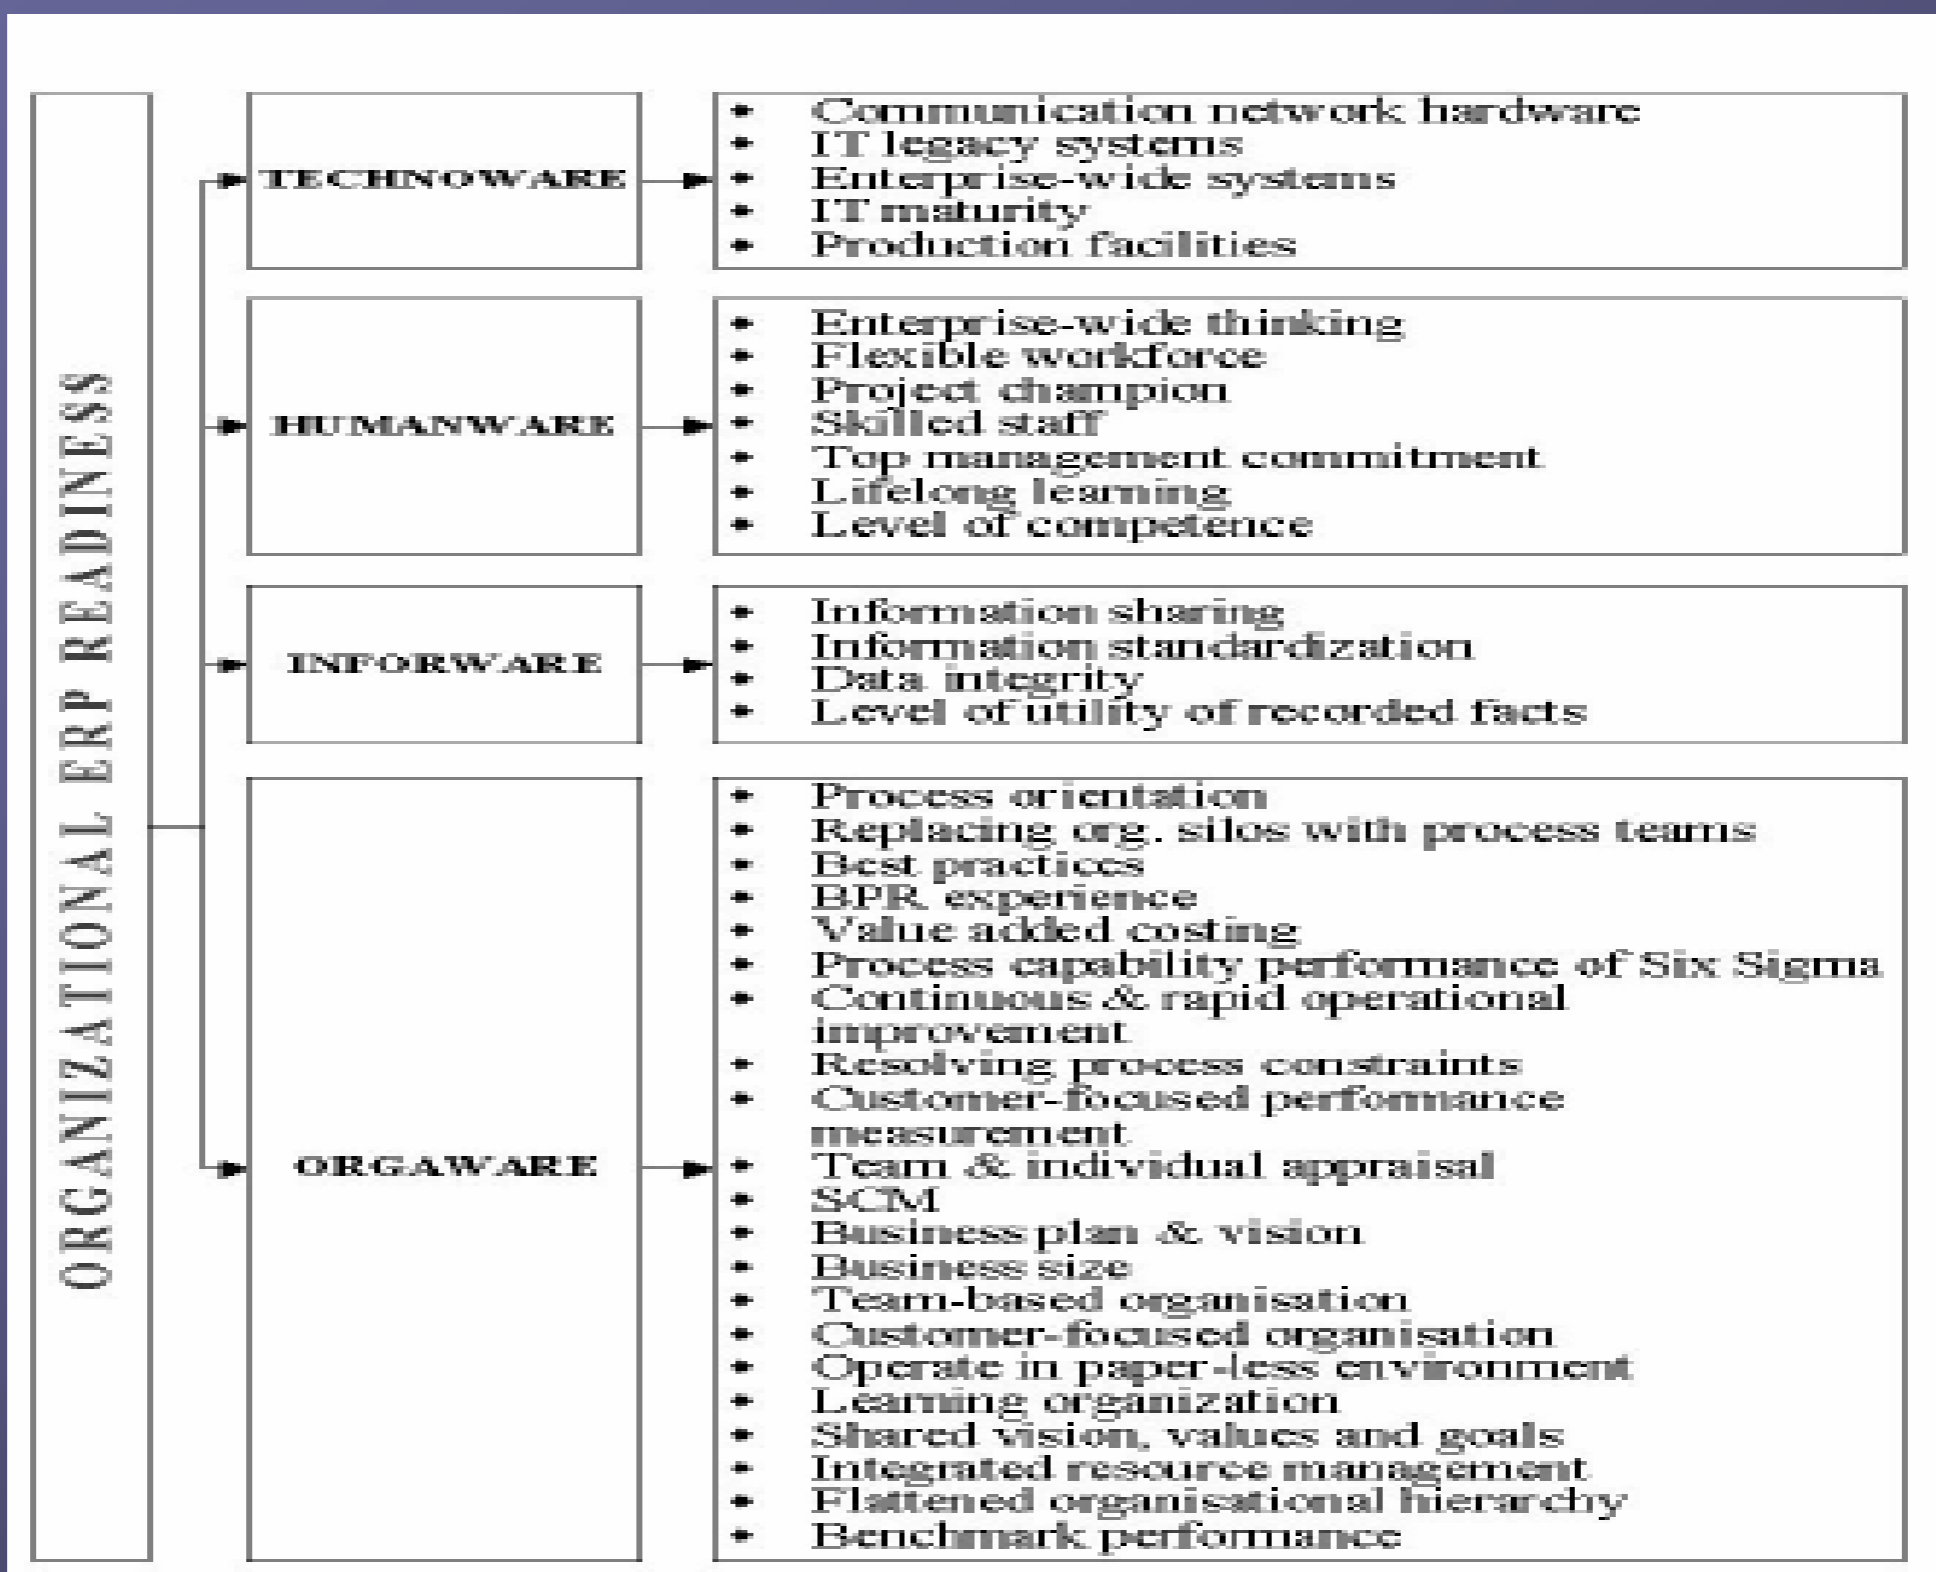 ORGANIZATIONAL ERP READINESS
TECHNOWARE
• Communication network hardware
• IT legacy systems
• Enterprise-wide systems
• IT maturity
• Production facilities
HUMANWARE
• Enterprise-wide thinking
• Flexible workforce
• Project champion
• Skilled staff
• Top management commitment
• Lifelong learning
• Level of competence
INFORWARE
• Information sharing
• Information standardization
• Data integrity
• Level of utility of recorded facts
ORGAWARE
• Process orientation
• Replacing org. silos with process teams
• Best practices
• BPR experience
• Value added costing
• Process capability performance of Six Sigma
• Continuous & rapid operational
improvement
• Resolving process constraints
• Customer-focused performance
measurement
• Team & individual appraisal
• SCM
• Business plan & vision
• Business size
• Team-based organisation
• Customer-focused organisation
• Operate in paper-less environment
• Learning organization
• Shared vision, values and goals
• Integrated resource management
• Flattened organisational hierarchy
• Benchmark performance